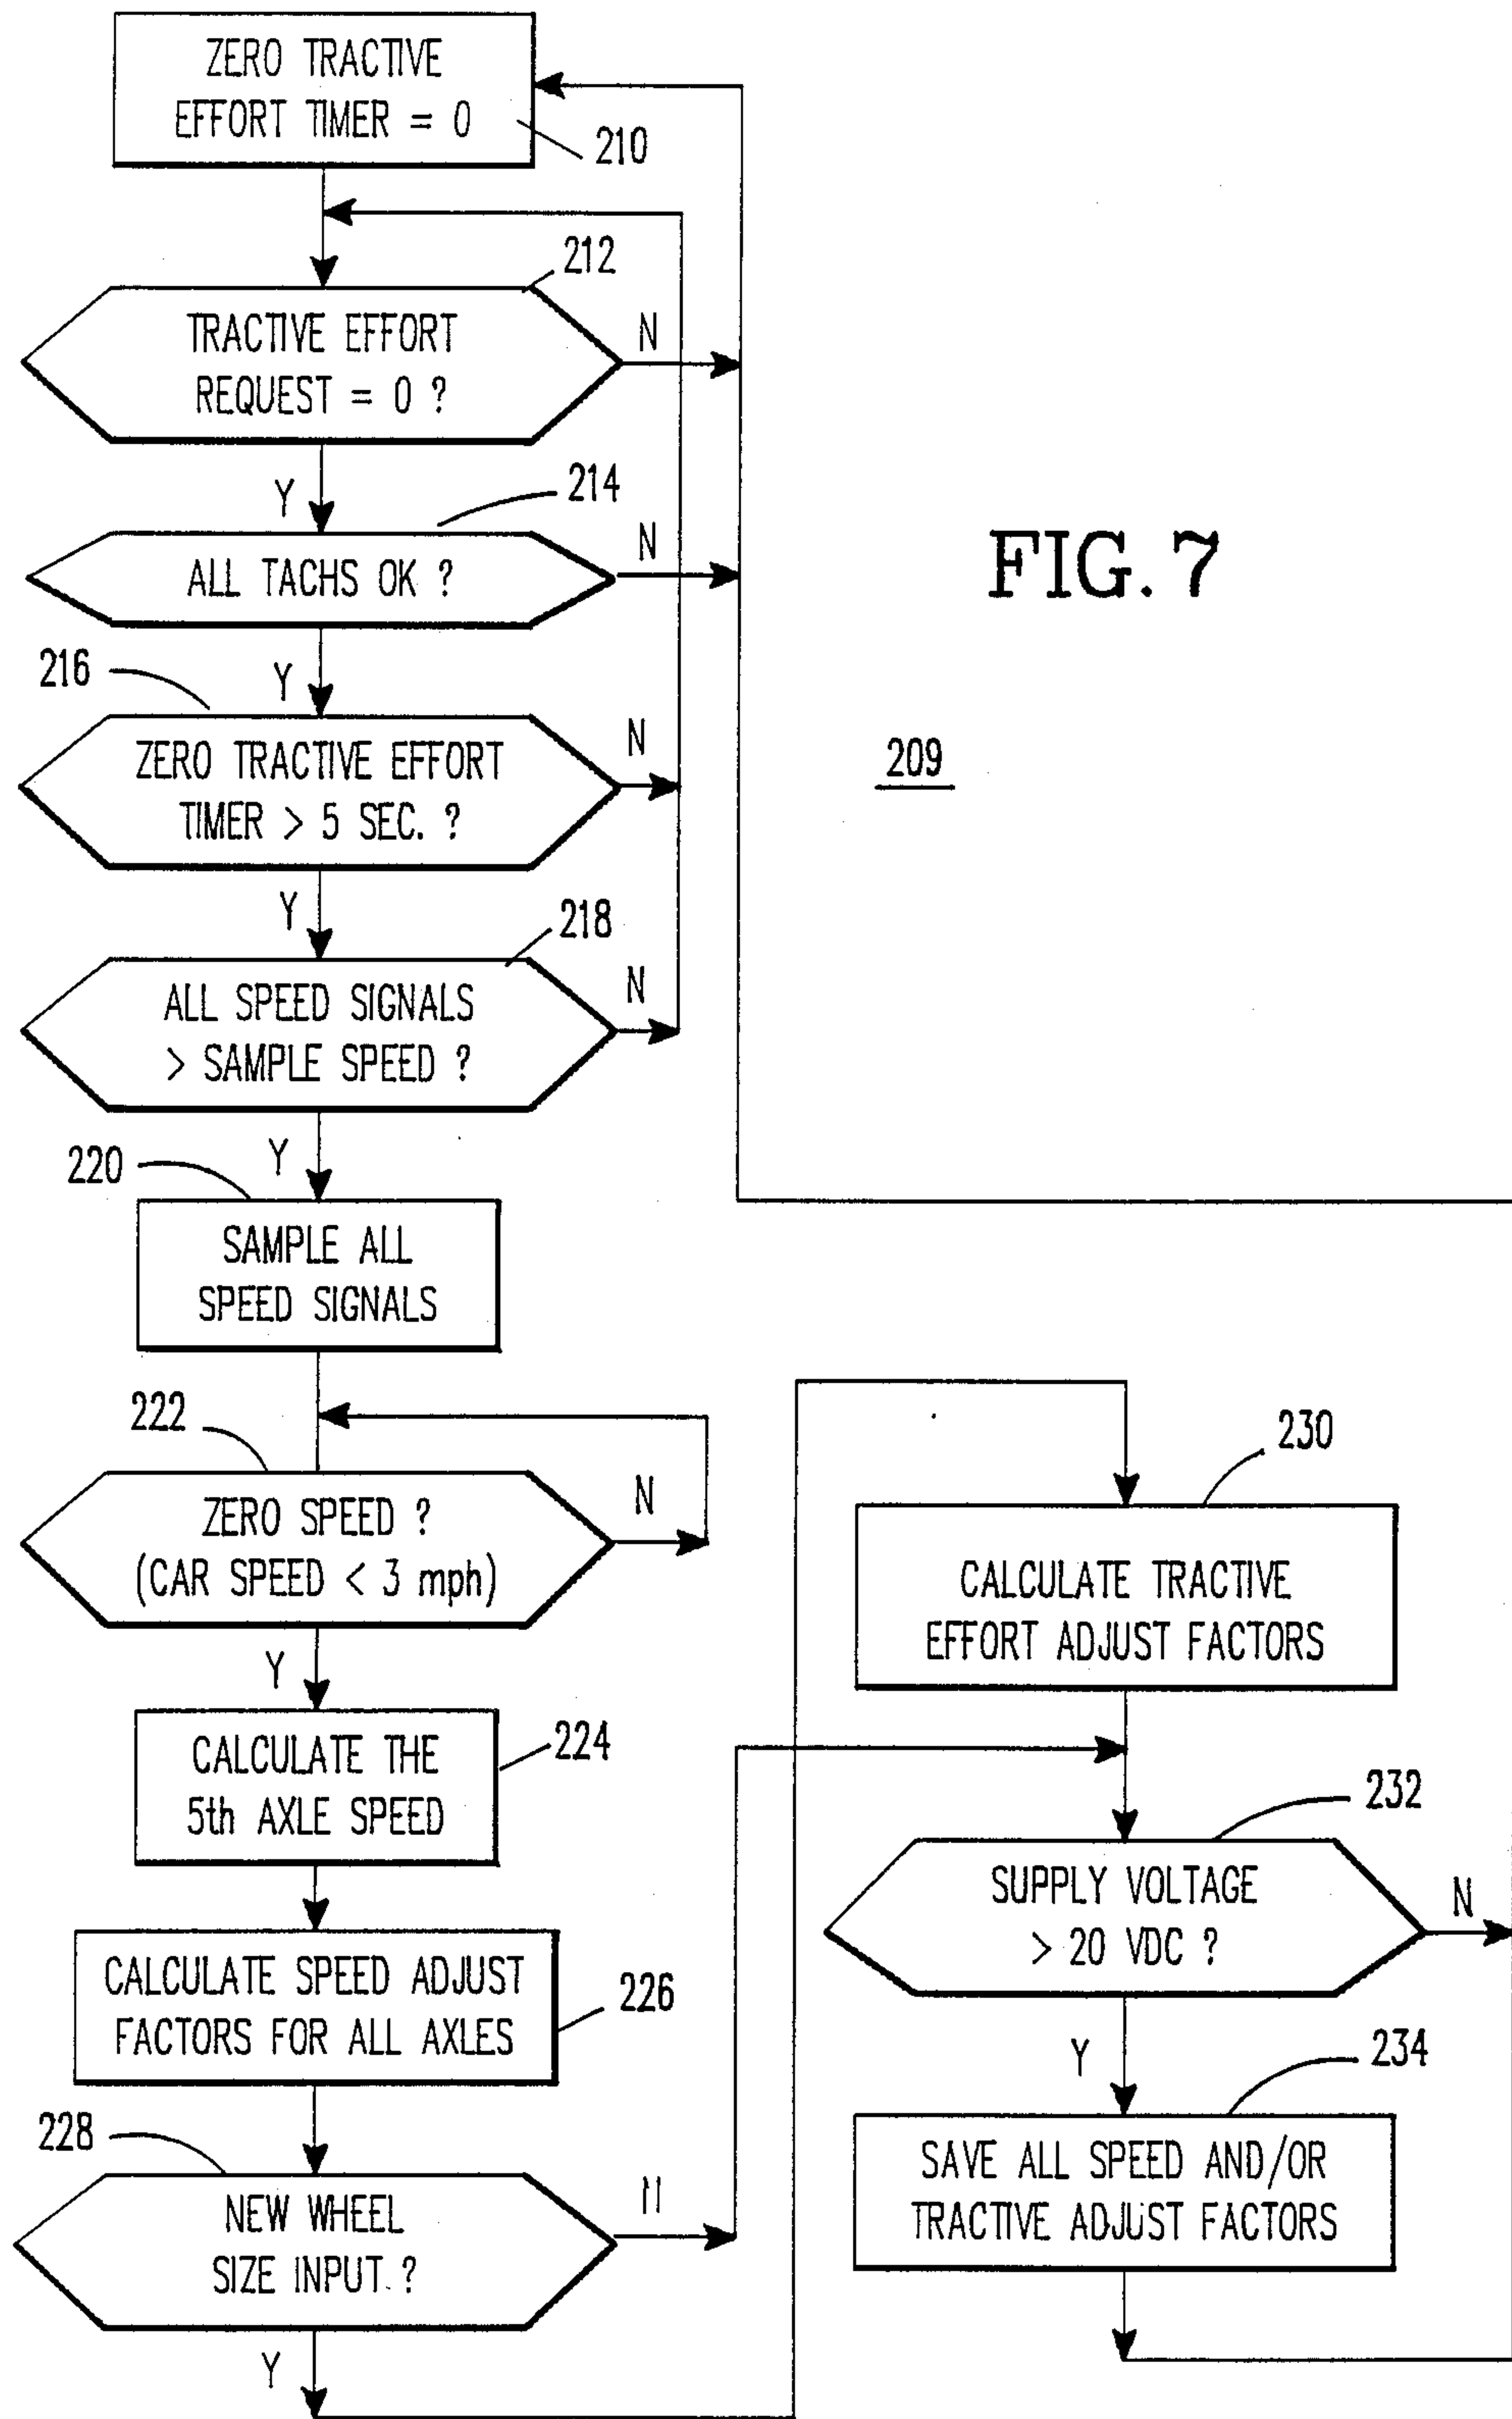 ZERO TRACTIVE
EFFORT TIMER = 0
210
212
TRACTIVE EFFORT
REQUEST = 0 ?
N
Y
214
ALL TACHS OK ?
N
FIG. 7
216
Y
ZERO TRACTIVE EFFORT
TIMER > 5 SEC. ?
N
209
Y
218
ALL SPEED SIGNALS
> SAMPLE SPEED ?
N
220
Y
SAMPLE ALL
SPEED SIGNALS
222
ZERO SPEED ?
(CAR SPEED < 3 mph)
N
Y
CALCULATE THE
5th AXLE SPEED
224
CALCULATE SPEED ADJUST
FACTORS FOR ALL AXLES
226
228
NEW WHEEL
SIZE INPUT ?
N
Y
230
CALCULATE TRACTIVE
EFFORT ADJUST FACTORS
232
SUPPLY VOLTAGE
> 20 VDC ?
N
Y
234
SAVE ALL SPEED AND/OR
TRACTIVE ADJUST FACTORS